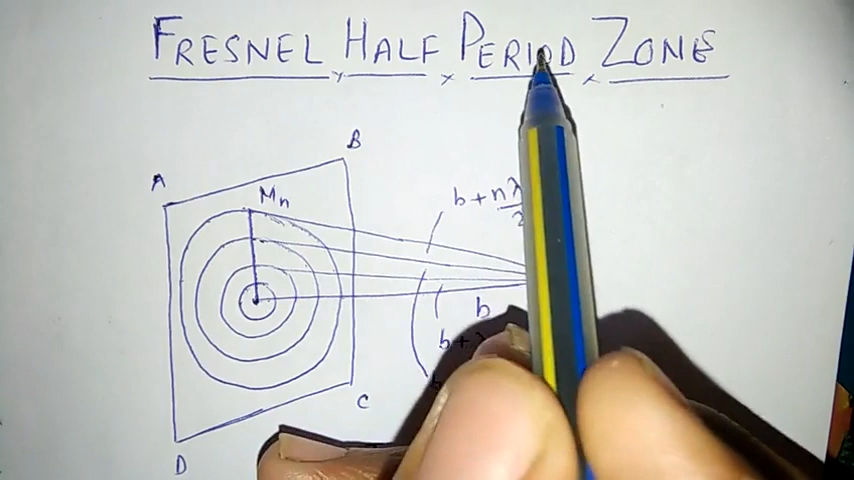 FRESNEL HALF PERIOD ZONE
B
A
Mn
b + nλ/2
b
b + λ
C
D